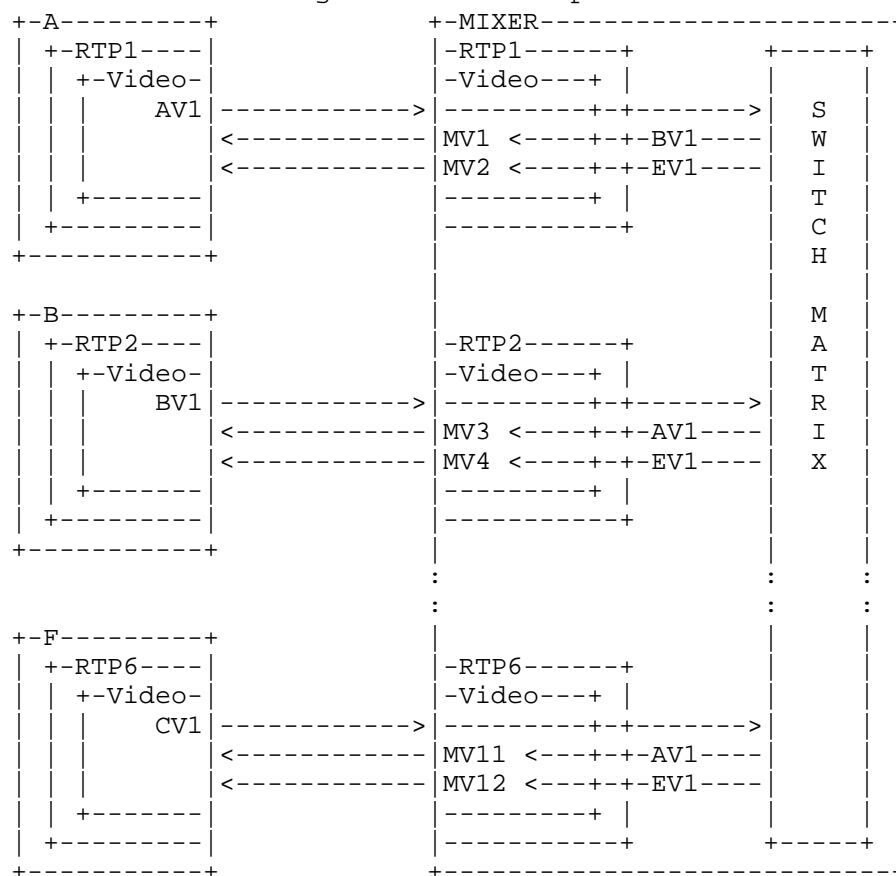 +-A---------+ +-MIXER-----------------------
| +-RTP1----| |-RTP1------+ +-----+
| | +-Video-| |-Video---+ | | |
| | | AV1|------------>|---------+-+------->| S |
| | | |<------------|MV1 <----+-+-BV1----| W |
| | | |<------------|MV2 <----+-+-EV1----| I |
| | +-------| |---------+ | | T |
| +---------| |-----------+ | C |
+-----------+ | | H |
| | |
+-B---------+ | | M |
| +-RTP2----| |-RTP2------+ | A |
| | +-Video-| |-Video---+ | | T |
| | | BV1|------------>|---------+-+------->| R |
| | | |<------------|MV3 <----+-+-AV1----| I |
| | | |<------------|MV4 <----+-+-EV1----| X |
| | +-------| |---------+ | | |
| +---------| |-----------+ | |
+-----------+ | | |
: : :
: : :
+-F---------+ | | |
| +-RTP6----| |-RTP6------+ | |
| | +-Video-| |-Video---+ | | |
| | | CV1|------------>|---------+-+------->| |
| | | |<------------|MV11 <---+-+-AV1----| |
| | | |<------------|MV12 <---+-+-EV1----| |
| | +-------| |---------+ | | |
| +---------| |-----------+ +-----+
+-----------+ +-----------------------------